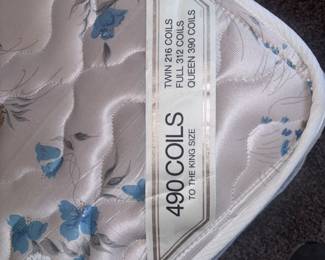 490 COILS
TO THE KING SIZE
TWIN 216 COILS
FULL 312 COILS
QUEEN 390 COILS